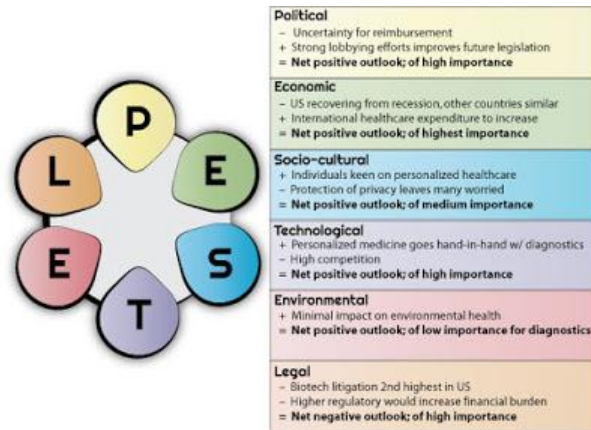 P
E
S
T
E
L
Political
– Uncertainty for reimbursement
+ Strong lobbying efforts improves future legislation
= Net positive outlook; of high importance
Economic
– US recovering from recession, other countries similar
+ International healthcare expenditure to increase
= Net positive outlook; of highest importance
Socio-cultural
+ Individuals keen on personalized healthcare
– Protection of privacy leaves many worried
= Net positive outlook; of medium importance
Technological
+ Personalized medicine goes hand-in-hand w/ diagnostics
– High competition
= Net positive outlook; of high importance
Environmental
+ Minimal impact on environmental health
= Net positive outlook; of low importance for diagnostics
Legal
– Biotech litigation 2nd highest in US
– Higher regulatory would increase financial burden
= Net negative outlook; of high importance